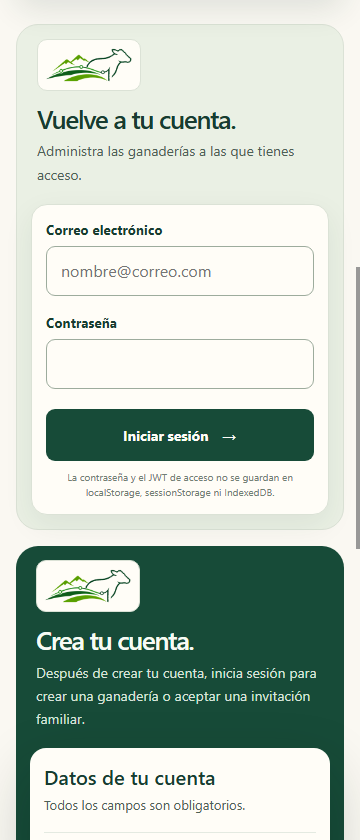 Vuelve a tu cuenta.
Administra las ganaderías a las que tienes
acceso.
Correo electrónico
nombre@correo.com
Contraseña
Iniciar sesión →
La contraseña y el JWT de acceso no se guardan en
localStorage, sessionStorage ni IndexedDB.
Crea tu cuenta.
Después de crear tu cuenta, inicia sesión para
crear una ganadería o aceptar una invitación
familiar.
Datos de tu cuenta
Todos los campos son obligatorios.